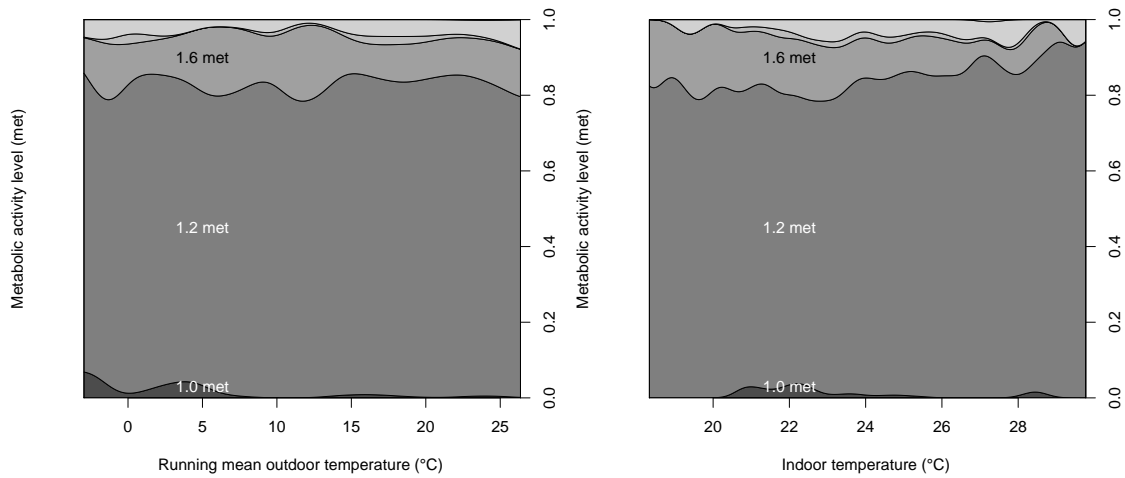 Metabolic activity level (met)
1.6 met
1.2 met
1.0 met
0.0 0.2 0.4 0.6 0.8 1.0
0 5 10 15 20 25
Running mean outdoor temperature (°C)
Metabolic activity level (met)
1.6 met
1.2 met
1.0 met
0.0 0.2 0.4 0.6 0.8 1.0
20 22 24 26 28
Indoor temperature (°C)